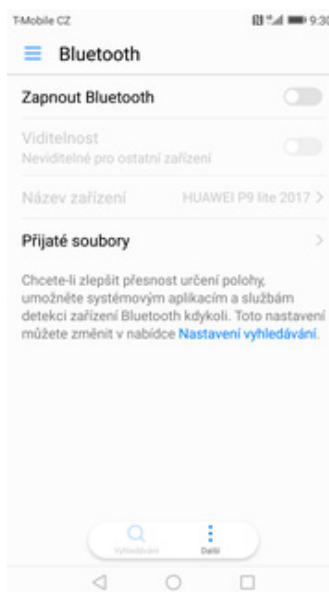 T-Mobile CZ 9:30
Bluetooth
Zapnout Bluetooth
Viditelnost
Neviditelné pro ostatní zařízení
Název zařízení HUAWEI P9 lite 2017
Přijaté soubory
Chcete-li zlepšit přesnost určení polohy,
umožněte systémovým aplikacím a službám
detekci zařízení Bluetooth kdykoli. Toto nastavení
můžete změnit v nabídce Nastavení vyhledávání.
Vyhledávání Další